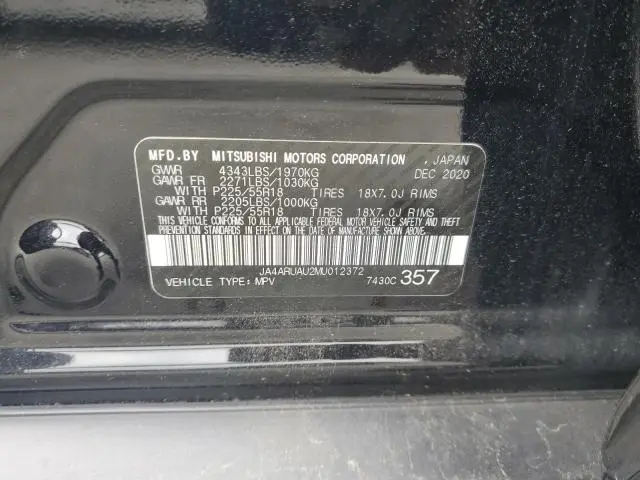 MFD.BY MITSUBISHI MOTORS CORPORATION , JAPAN
GVWR 4343LBS/1970KG DEC 2020
GAWR FR 2271LBS/1030KG
WITH P225/55R18 TIRES 18X7.0J RIMS
GAWR RR 2205LBS/1000KG
WITH P225/55R18 TIRES 18X7.0J RIMS
THIS VEHICLE CONFORMS TO ALL APPLICABLE FEDERAL MOTOR VEHICLE SAFETY AND THEFT
PREVENTION STANDARDS IN EFFECT ON THE DATE OF MANUFACTURE SHOWN ABOVE.
JA4ARUAU2MU012372
VEHICLE TYPE: MPV 7430C 357